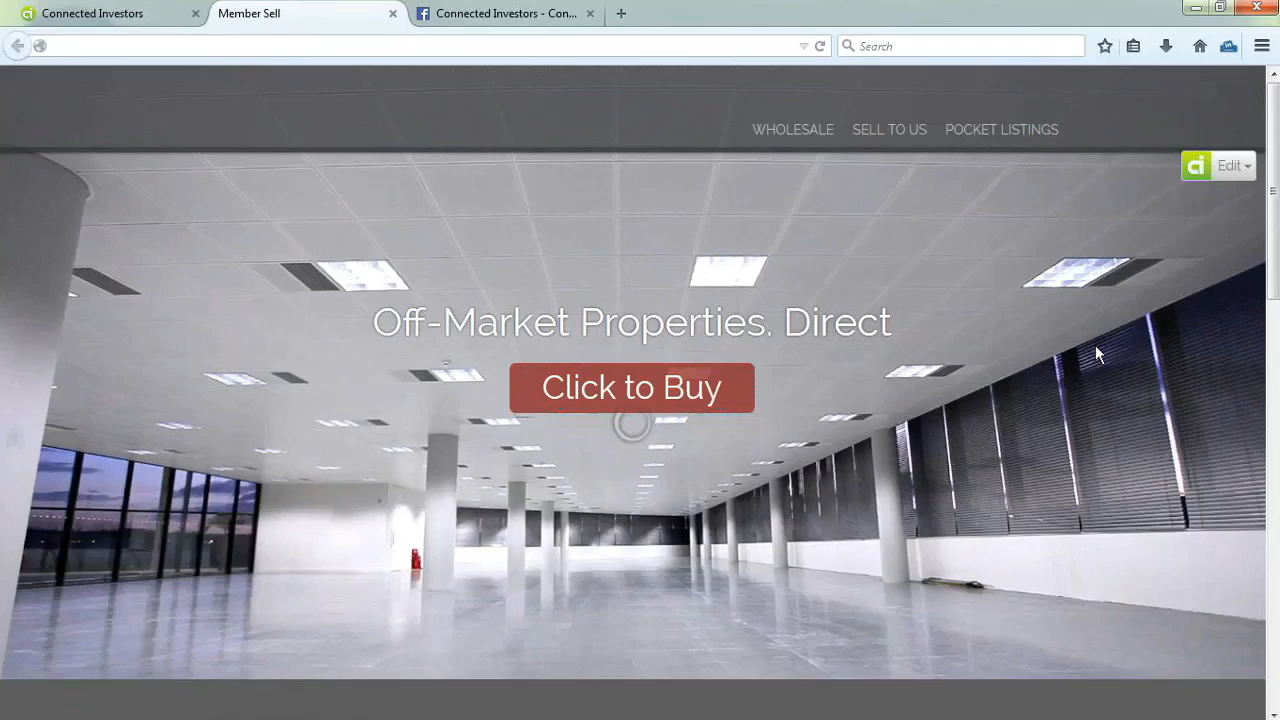 Connected Investors
Member Sell
Connected Investors - Con...
Search
WHOLESALE SELL TO US POCKET LISTINGS
ci Edit
Off-Market Properties. Direct
Click to Buy